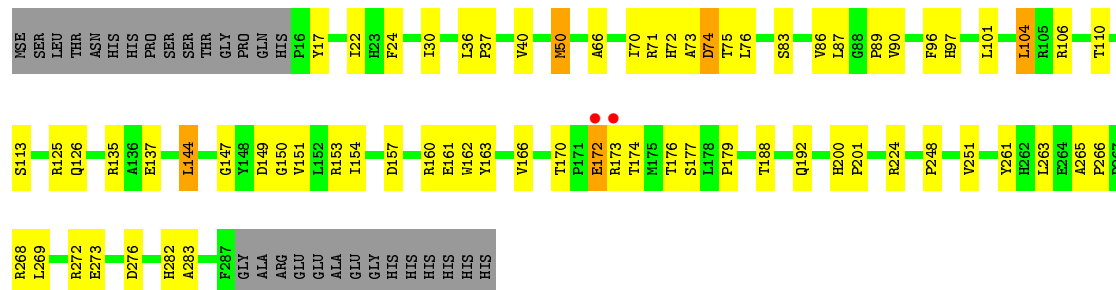 MSE SER LEU THR ASN HIS HIS PRO SER SER THR GLY PRO GLN HIS P16 Y17 I22 H23 F24 I30 L36 P37 V40 M50 A66 I70 R71 H72 A73 D74 T75 L76 S83 V86 L87 G88 P89 V90 F96 H97 L101 L104 R105 R106 T110
S113 R125 Q126 R135 A136 E137 L144 G147 Y148 D149 G150 V151 L152 R153 I154 D157 R160 E161 W162 Y163 V166 T170 P171 E172 R173 T174 M175 T176 S177 L178 P179 T188 Q192 H200 P201 R224 P248 V251 Y261 H262 L263 E264 A265 P266
R268 L269 R272 E273 D276 H282 A283 F287 GLY ALA ARG GLU GLU ALA GLU GLY HIS HIS HIS HIS HIS HIS